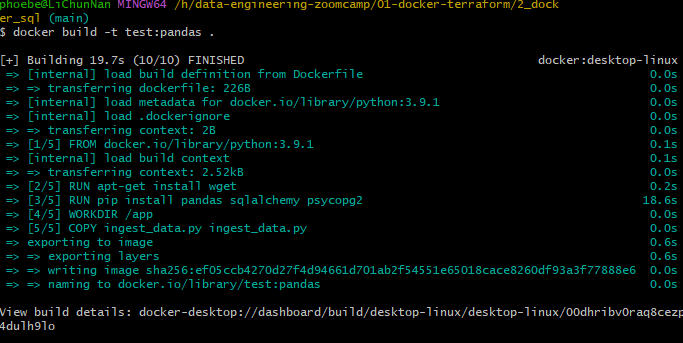 phoebe@LiChunNan MINGW64 /h/data-engineering-zoomcamp/01-docker-terraform/2_dock
er_sql (main)
$ docker build -t test:pandas .
[+] Building 19.7s (10/10) FINISHED docker:desktop-linux
=> [internal] load build definition from Dockerfile 0.0s
=> => transferring dockerfile: 226B 0.0s
=> [internal] load metadata for docker.io/library/python:3.9.1 0.0s
=> [internal] load .dockerignore 0.0s
=> => transferring context: 2B 0.0s
=> [1/5] FROM docker.io/library/python:3.9.1 0.1s
=> [internal] load build context 0.1s
=> => transferring context: 2.52kB 0.0s
=> [2/5] RUN apt-get install wget 0.2s
=> [3/5] RUN pip install pandas sqlalchemy psycopg2 18.6s
=> [4/5] WORKDIR /app 0.0s
=> [5/5] COPY ingest_data.py ingest_data.py 0.0s
=> exporting to image 0.6s
=> => exporting layers 0.6s
=> => writing image sha256:ef05ccb4270d27f4d94661d701ab2f54551e65018cace8260df93a3f77888e6 0.0s
=> => naming to docker.io/library/test:pandas 0.0s
View build details: docker-desktop://dashboard/build/desktop-linux/desktop-linux/00dhribv0raq8cezp
4dulh9lo